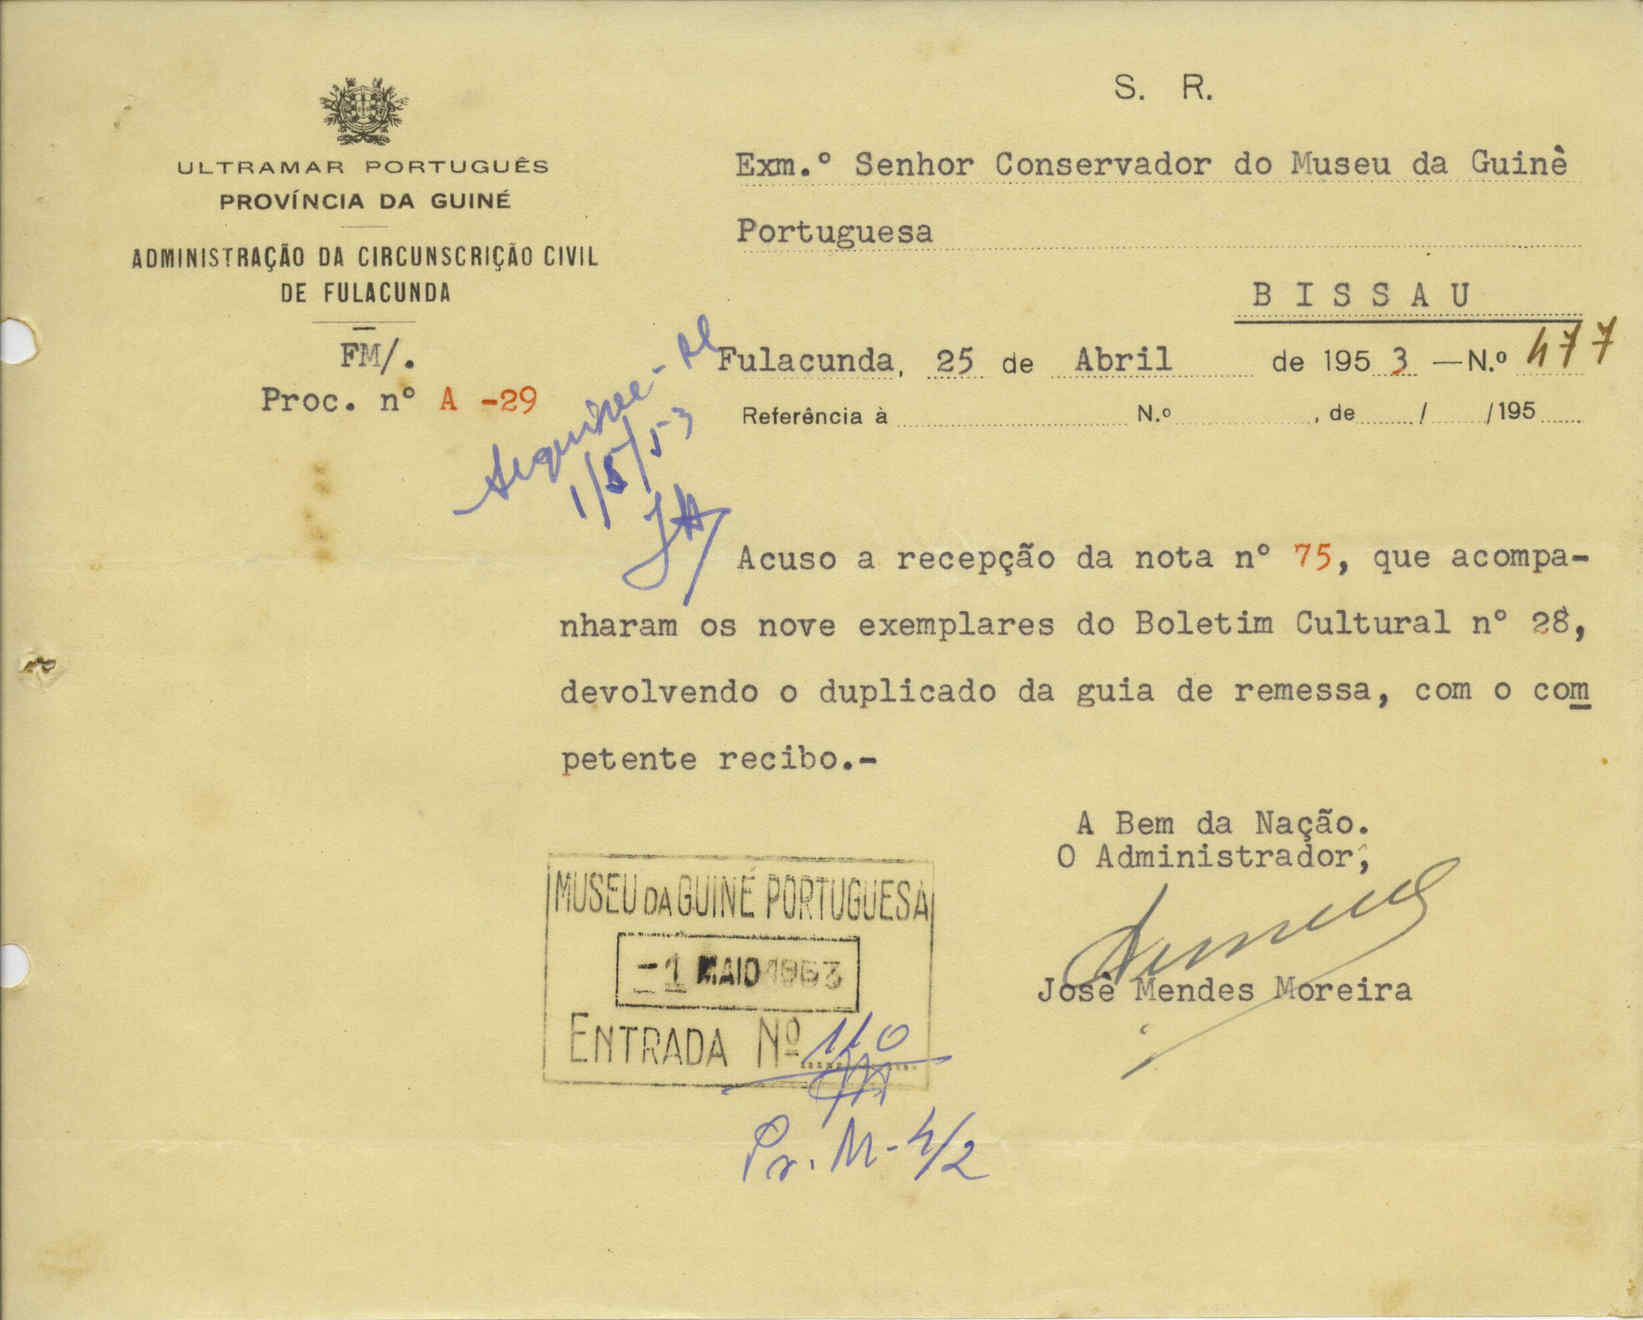 S. R.
ULTRAMAR PORTUGUÊS
PROVÍNCIA DA GUINÉ
ADMINISTRAÇÃO DA CIRCUNSCRIÇÃO CIVIL
DE FULACUNDA
FM/.
Proc. nº A -29
Exm.º Senhor Conservador do Museu da Guinè
Portuguesa
BISSAU
Fulacunda, 25 de Abril de 1953 —N.º 477
Referência à N.º , de / /195
1/5/53
Acuso a recepção da nota nº 75, que acompa-
nharam os nove exemplares do Boletim Cultural nº 28,
devolvendo o duplicado da guia de remessa, com o com
petente recibo.-
A Bem da Nação.
O Administrador,
Josè Mendes Moreira
MUSEU DA GUINÉ PORTUGUESA
-1 MAIO 1953
ENTRADA Nº 110
Pr. M-4/2